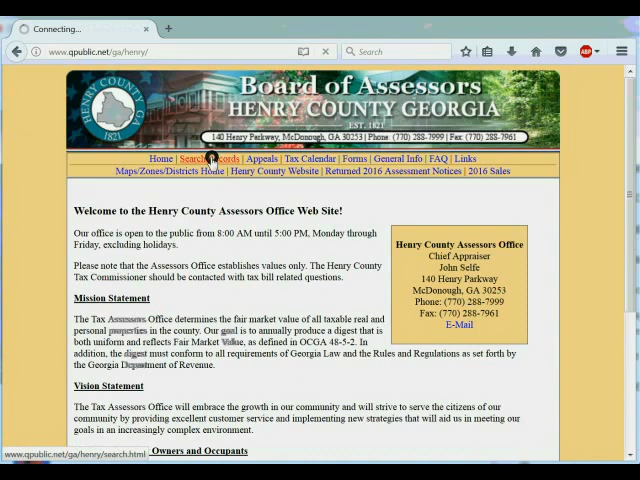 Connecting...
www.qpublic.net/ga/henry/
Search
ABP
Board of Assessors
HENRY COUNTY GEORGIA
EST. 1821
HENRY COUNTY, GA
1821
140 Henry Parkway, McDonough, GA 30253 | Phone: (770) 288-7999 | Fax: (770) 288-7961
Home | Search Records | Appeals | Tax Calendar | Forms | General Info | FAQ | Links
Maps/Zones/Districts Home | Henry County Website | Returned 2016 Assessment Notices | 2016 Sales
Welcome to the Henry County Assessors Office Web Site!
Our office is open to the public from 8:00 AM until 5:00 PM, Monday through
Friday, excluding holidays.
Please note that the Assessors Office establishes values only. The Henry County
Tax Commissioner should be contacted with tax bill related questions.
Henry County Assessors Office
Chief Appraiser
John Selfe
140 Henry Parkway
McDonough, GA 30253
Phone: (770) 288-7999
Fax: (770) 288-7961
E-Mail
Mission Statement
The Tax Assessors Office determines the fair market value of all taxable real and
personal properties in the county. Our goal is to annually produce a digest that is
both uniform and reflects Fair Market Value, as defined in OCGA 48-5-2. In
addition, the digest must conform to all requirements of Georgia Law and the Rules and Regulations as set forth by
the Georgia Department of Revenue.
Vision Statement
The Tax Assessors Office will embrace the growth in our community and will strive to serve the citizens of our
community by providing excellent customer service and implementing new strategies that will aid us in meeting our
goals in an increasingly complex environment.
Owners and Occupants
www.qpublic.net/ga/henry/search.html